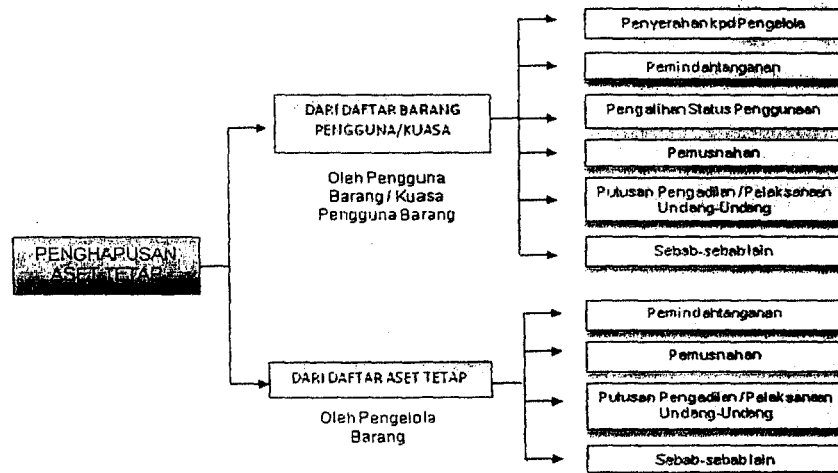 PENGHAPUSAN
ASET TETAP
DARI DAFTAR BARANG
PENGGUNA/KUASA
Oleh Pengguna
Barang / Kuasa
Pengguna Barang
Penyerahan kpd Pengelola
Pemindahtanganan
Pengalihan Status Penggunaan
Pemusnahan
Putusan Pengadilan / Pelaksanaan
Undang-Undang
Sebab-sebab lain
DARI DAFTAR ASET TETAP
Oleh Pengelola
Barang
Pemindahtanganan
Pemusnahan
Putusan Pengadilan / Pelaksanaan
Undang-Undang
Sebab-sebab lain